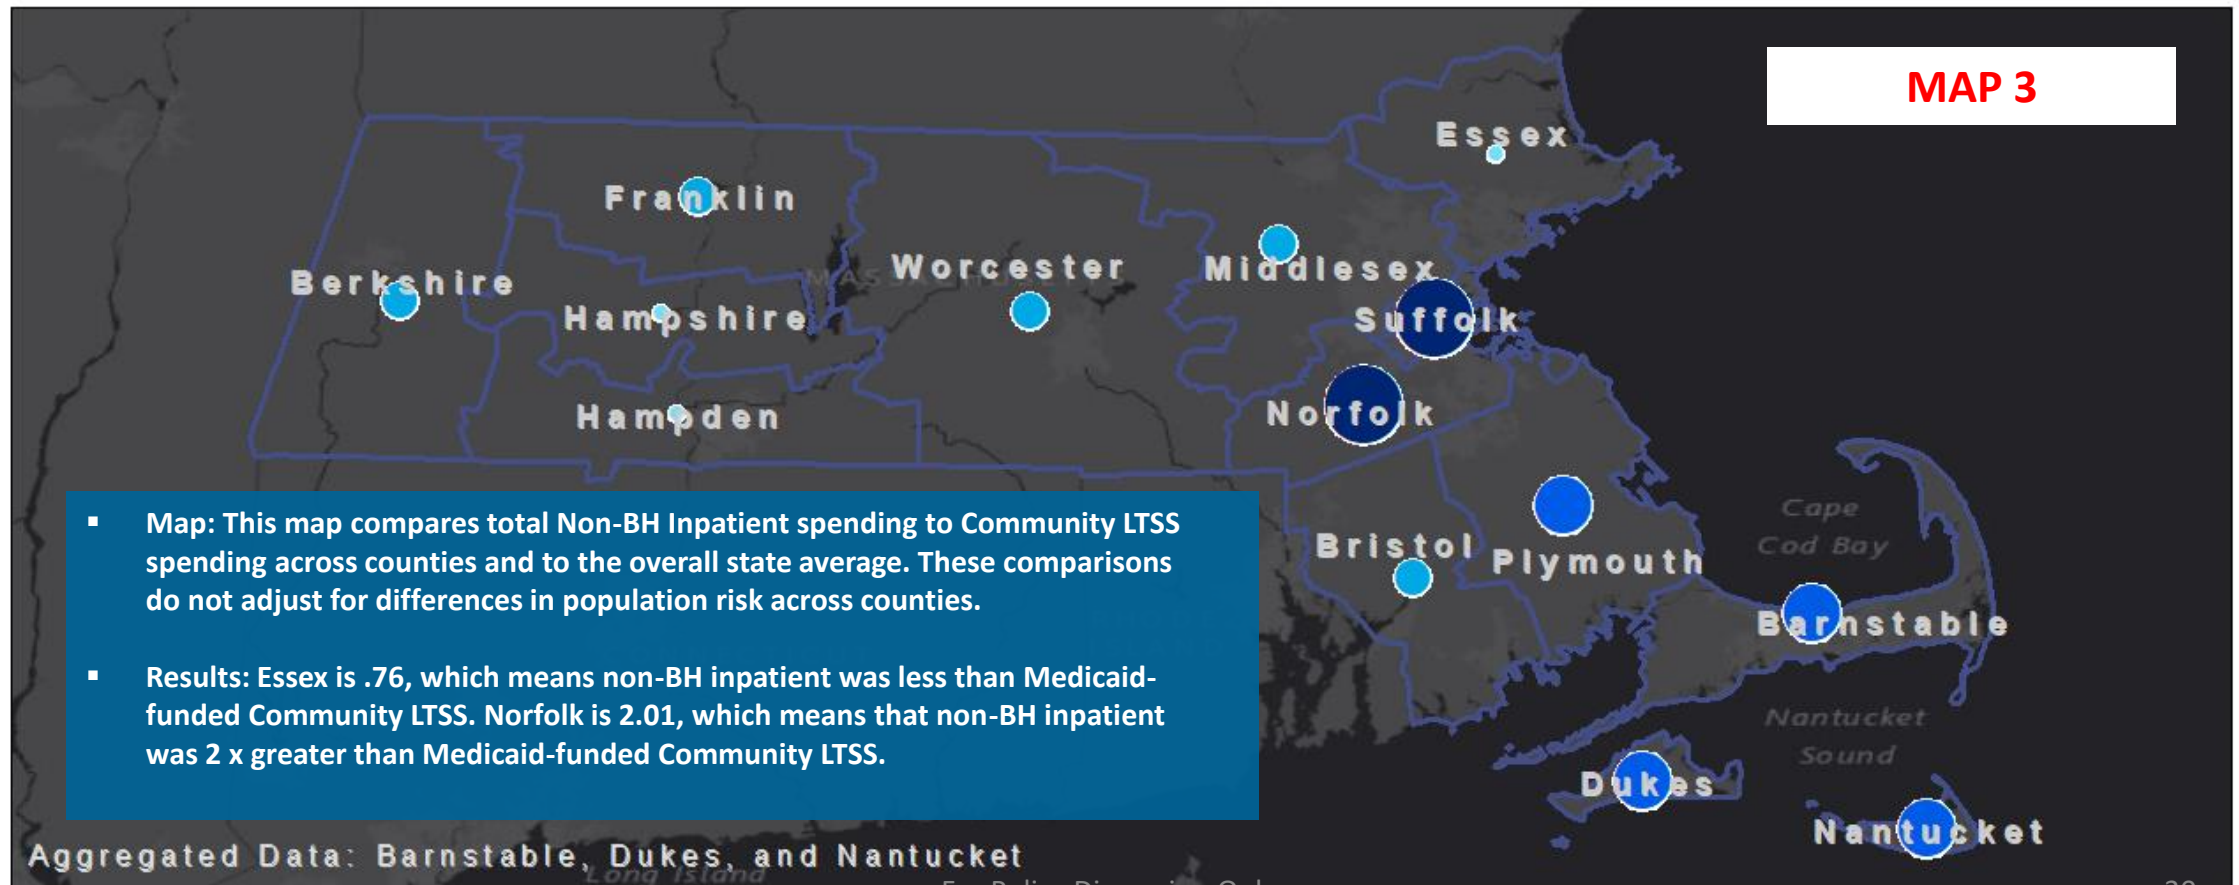 MAP 3
Essex
Franklin
Berkshire
Worcester
Middlesex
Hampshire
Suffolk
Hampden
Norfolk
Cape
Cod Bay
Bristol
Plymouth
Barnstable
▪ Map: This map compares total Non-BH Inpatient spending to Community LTSS
spending across counties and to the overall state average. These comparisons
do not adjust for differences in population risk across counties.
▪ Results: Essex is .76, which means non-BH inpatient was less than Medicaid-
funded Community LTSS. Norfolk is 2.01, which means that non-BH inpatient
was 2 x greater than Medicaid-funded Community LTSS.
Nantucket
Sound
Dukes
Nantucket
Aggregated Data: Barnstable, Dukes, and Nantucket
Long Island